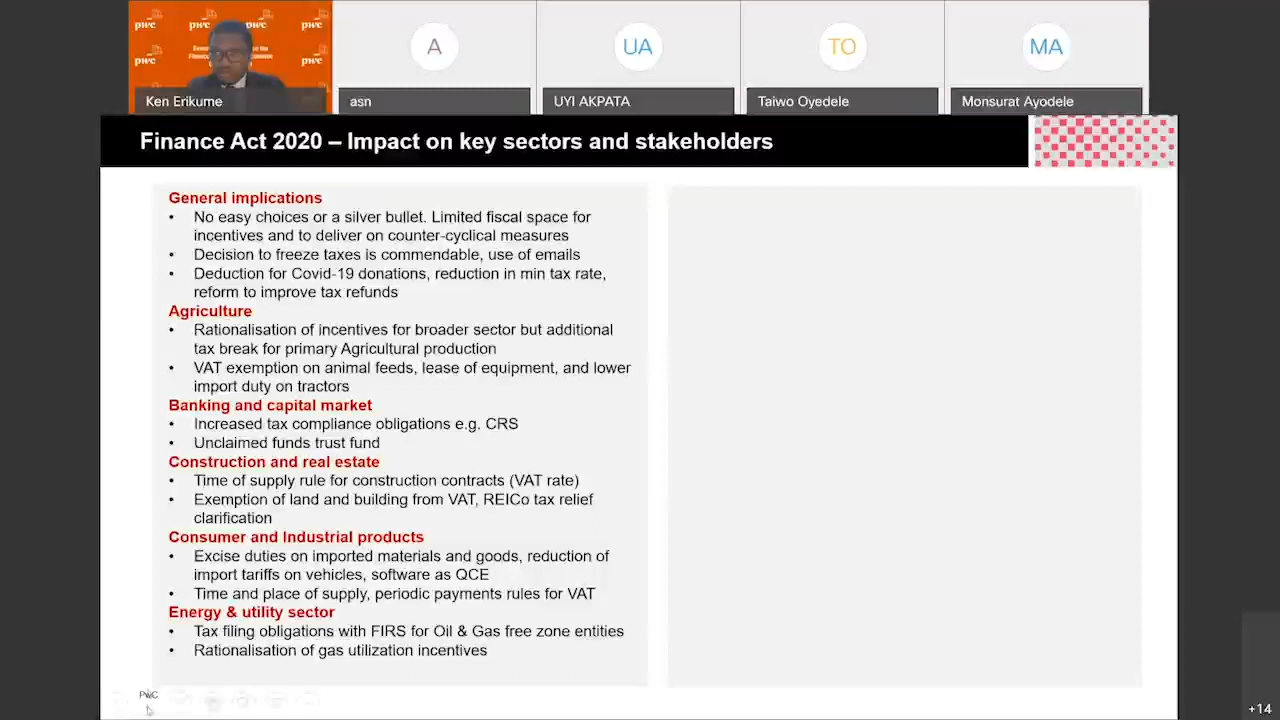 pwc pwc pwc pwc
pwc
pwc
A
UA
TO
MA
Ken Erikume
asn
UYI AKPATA
Taiwo Oyedele
Monsurat Ayodele
Finance Act 2020 – Impact on key sectors and stakeholders
General implications
• No easy choices or a silver bullet. Limited fiscal space for
incentives and to deliver on counter-cyclical measures
• Decision to freeze taxes is commendable, use of emails
• Deduction for Covid-19 donations, reduction in min tax rate,
reform to improve tax refunds
Agriculture
• Rationalisation of incentives for broader sector but additional
tax break for primary Agricultural production
• VAT exemption on animal feeds, lease of equipment, and lower
import duty on tractors
Banking and capital market
• Increased tax compliance obligations e.g. CRS
• Unclaimed funds trust fund
Construction and real estate
• Time of supply rule for construction contracts (VAT rate)
• Exemption of land and building from VAT, REICo tax relief
clarification
Consumer and Industrial products
• Excise duties on imported materials and goods, reduction of
import tariffs on vehicles, software as QCE
• Time and place of supply, periodic payments rules for VAT
Energy & utility sector
• Tax filing obligations with FIRS for Oil & Gas free zone entities
• Rationalisation of gas utilization incentives
PwC
+14